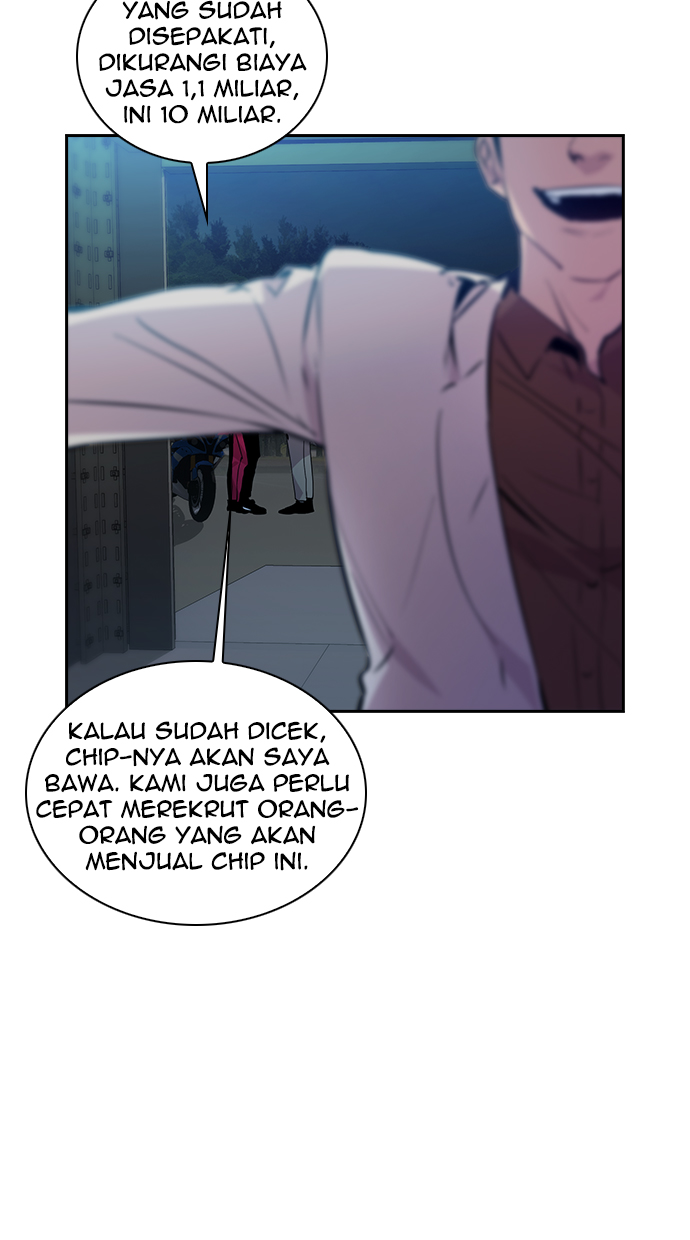 YANG SUDAH
DISEPAKATI,
DIKURANGI BIAYA
JASA 1,1 MILIAR,
INI 10 MILIAR.
KALAU SUDAH DICEK,
CHIP-NYA AKAN SAYA
BAWA. KAMI JUGA PERLU
CEPAT MEREKRUT ORANG-
ORANG YANG AKAN
MENJUAL CHIP INI.